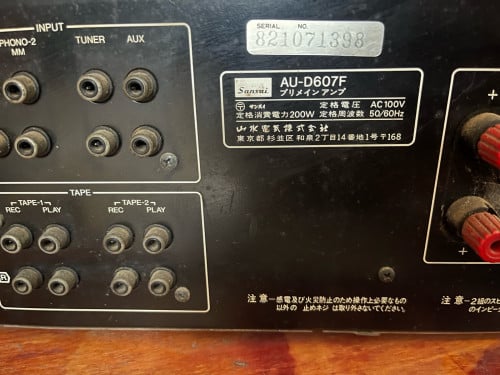 INPUT
PHONO-2
MM
TUNER
AUX
SERIAL NO.
821071398
Sansui
AU-D607F
プリメインアンプ
〒 サンスイ 定格電圧 AC100V
定格消費電力200W 定格周波数 50/60Hz
山水電気株式会社
東京都杉並区和泉2丁目14番地1号〒168
TAPE
TAPE-1
REC PLAY
TAPE-2
REC PLAY
R
+
+
注意－感電及び火災防止のため操作上必要なもの
以外の 止めネジ は取り外さないでください。
注意－2組のスピ
のインピー